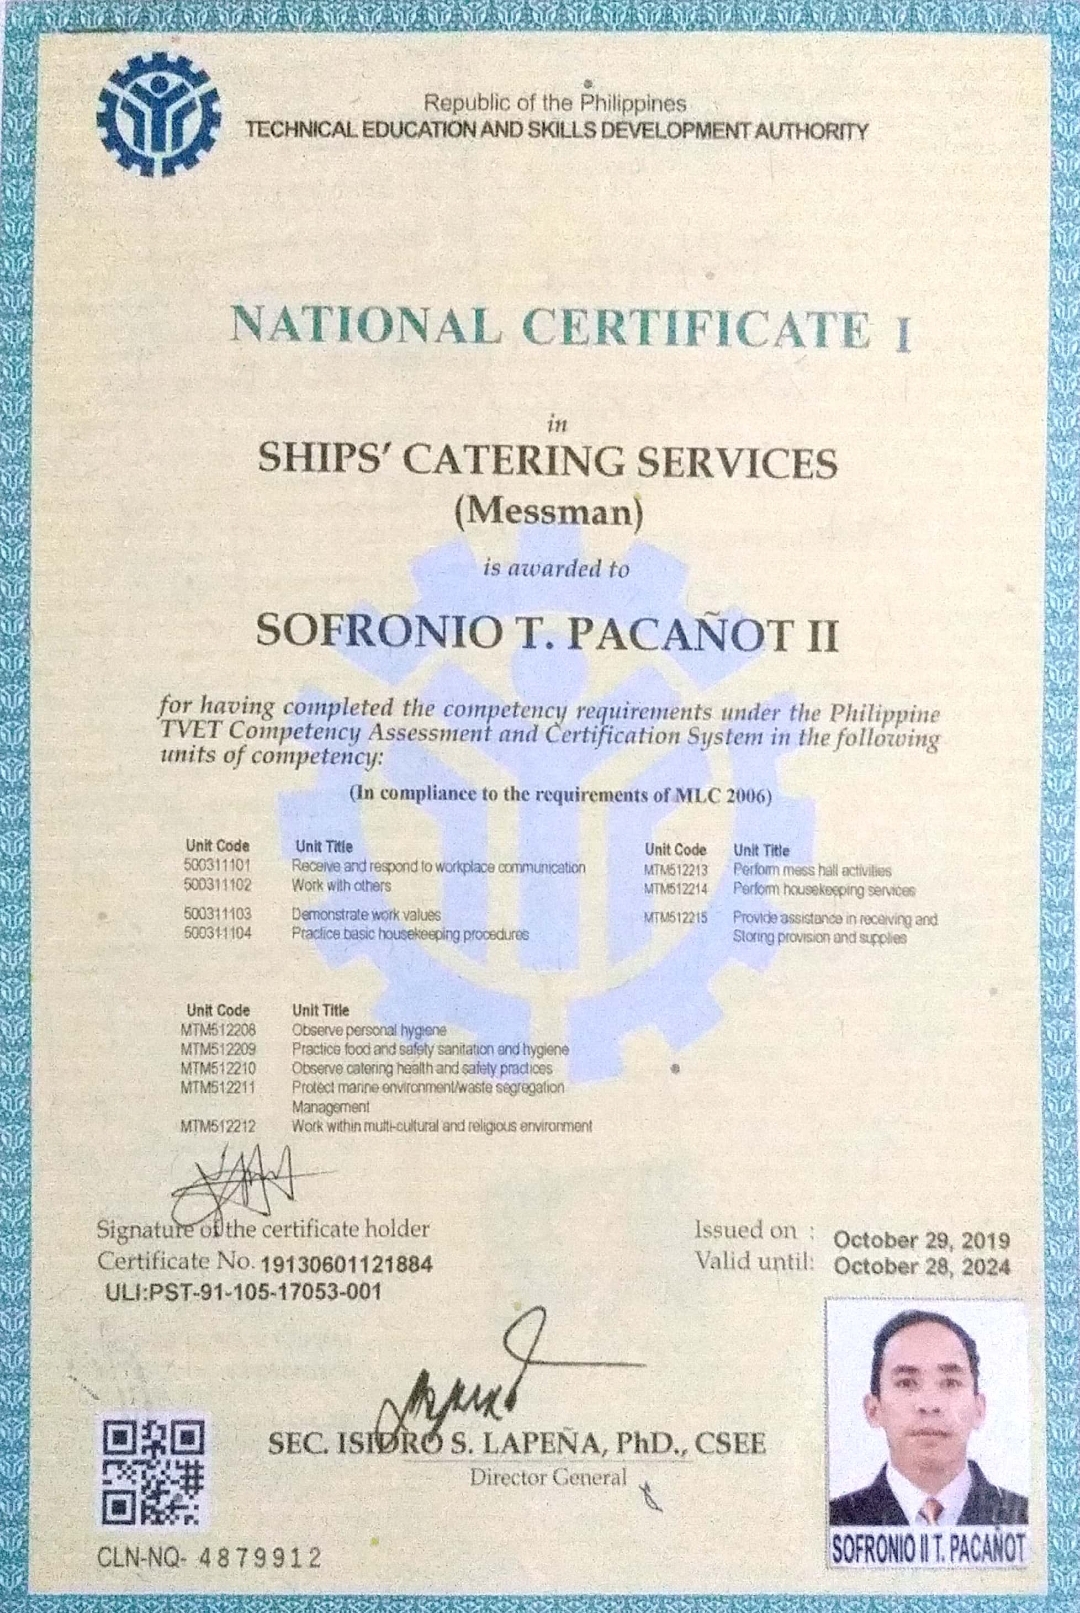 Republic of the Philippines
TECHNICAL EDUCATION AND SKILLS DEVELOPMENT AUTHORITY
NATIONAL CERTIFICATE I
in
SHIPS' CATERING SERVICES
(Messman)
is awarded to
SOFRONIO T. PACAÑOT II
for having completed the competency requirements under the Philippine
TVET Competency Assessment and Certification System in the following
units of competency:
(In compliance to the requirements of MLC 2006)
Unit Code Unit Title
500311101 Receive and respond to workplace communication
500311102 Work with others
500311103 Demonstrate work values
500311104 Practice basic housekeeping procedures
Unit Code Unit Title
MTM512213 Perform mess hall activities
MTM512214 Perform housekeeping services
MTM512215 Provide assistance in receiving and
Storing provision and supplies
Unit Code Unit Title
MTM512208 Observe personal hygiene
MTM512209 Practice food and safety sanitation and hygiene
MTM512210 Observe catering health and safety practices
MTM512211 Protect marine environment/waste segregation
Management
MTM512212 Work within multi-cultural and religious environment
Signature of the certificate holder
Certificate No. 19130601121884
ULI:PST-91-105-17053-001
Issued on : October 29, 2019
Valid until: October 28, 2024
SEC. ISIDRO S. LAPEÑA, PhD., CSEE
Director General
SOFRONIO II T. PACAÑOT
CLN-NQ- 4879912